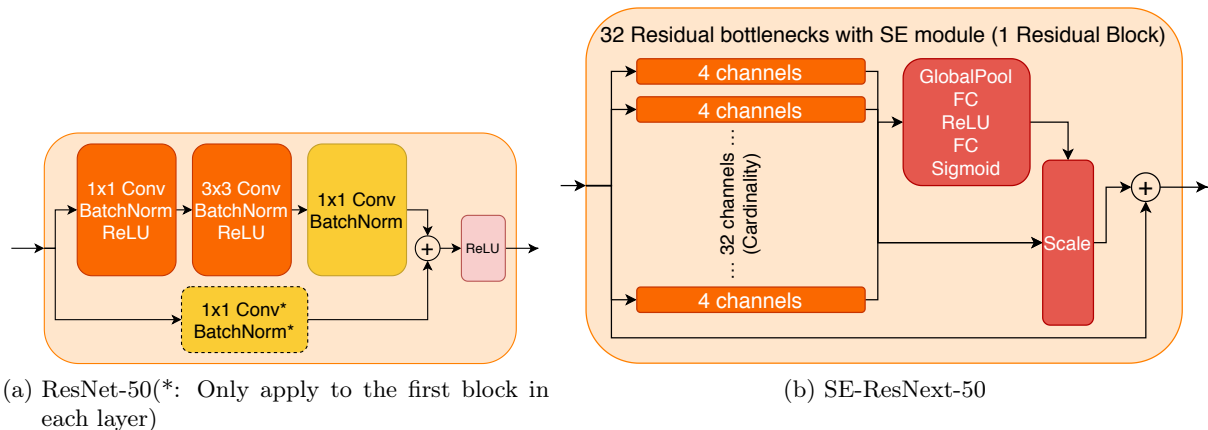 1x1 Conv
BatchNorm
ReLU
3x3 Conv
BatchNorm
ReLU
1x1 Conv
BatchNorm
+
ReLU
1x1 Conv*
BatchNorm*
(a) ResNet-50(*: Only apply to the first block in
each layer)
32 Residual bottlenecks with SE module (1 Residual Block)
4 channels
4 channels
... 32 channels ...
(Cardinality)
4 channels
GlobalPool
FC
ReLU
FC
Sigmoid
Scale
+
(b) SE-ResNext-50